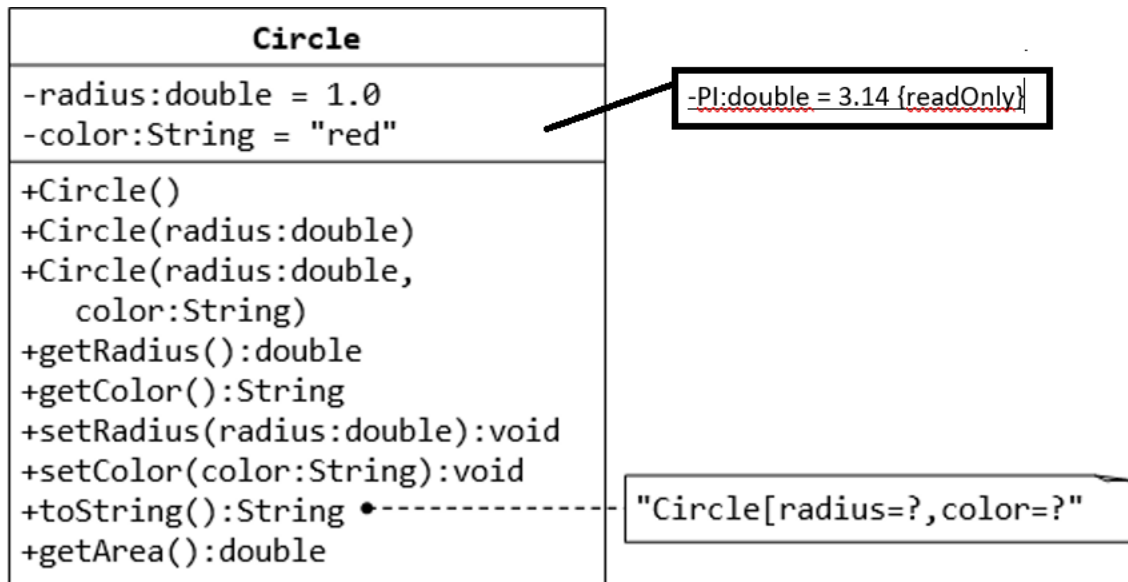 Circle
-radius:double = 1.0
-color:String = "red"
-PI:double = 3.14 {readOnly}
+Circle()
+Circle(radius:double)
+Circle(radius:double,
color:String)
+getRadius():double
+getColor():String
+setRadius(radius:double):void
+setColor(color:String):void
+toString():String
"Circle[radius=?,color=?"
+getArea():double